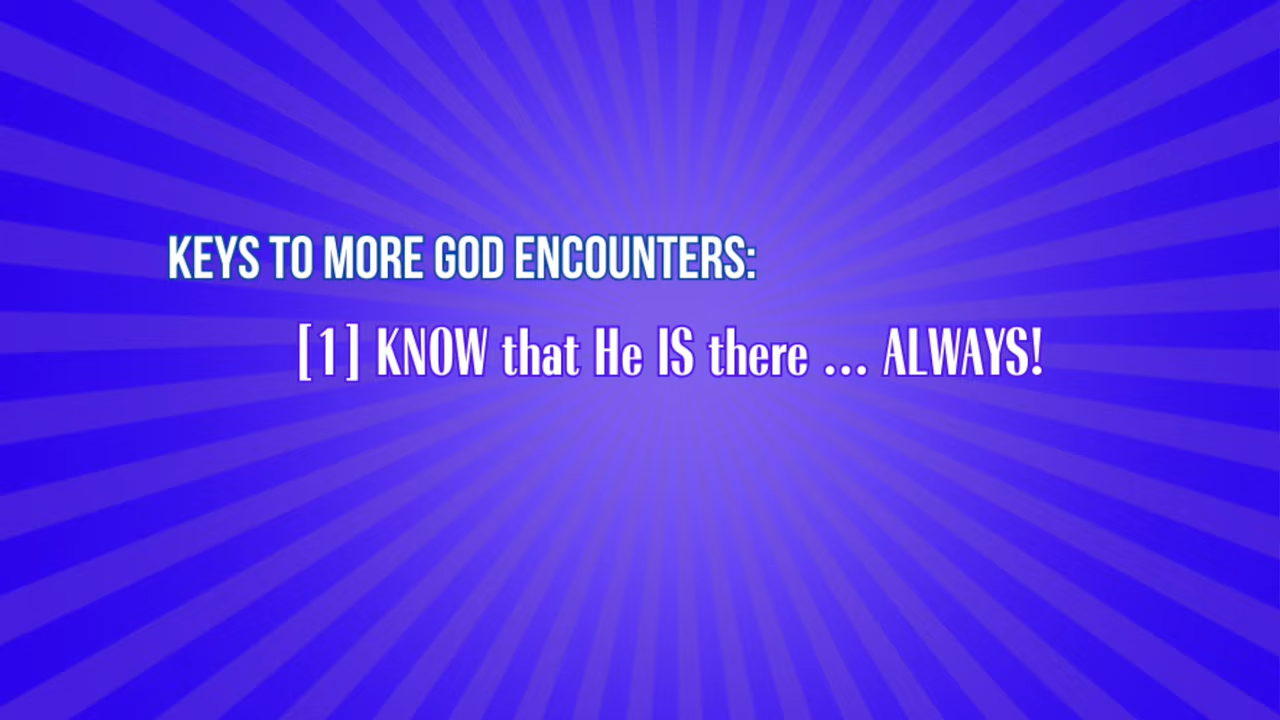 KEYS TO MORE GOD ENCOUNTERS:
[1] KNOW that He IS there ... ALWAYS!